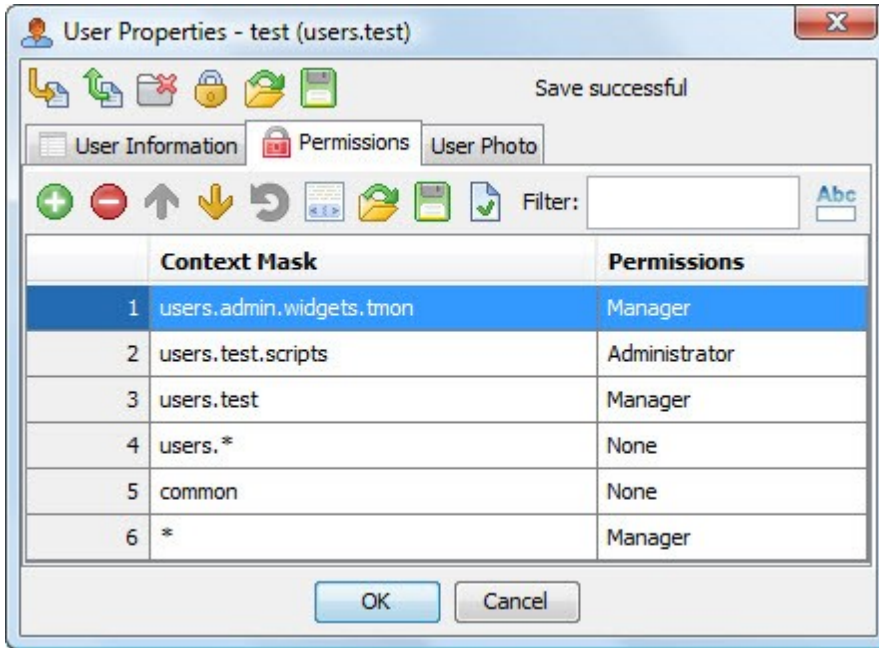 User Properties - test (users.test)
Save successful
User Information Permissions User Photo
Filter: Abc
Context Mask Permissions
1 users.admin.widgets.tmon Manager
2 users.test.scripts Administrator
3 users.test Manager
4 users.* None
5 common None
6 * Manager
OK Cancel